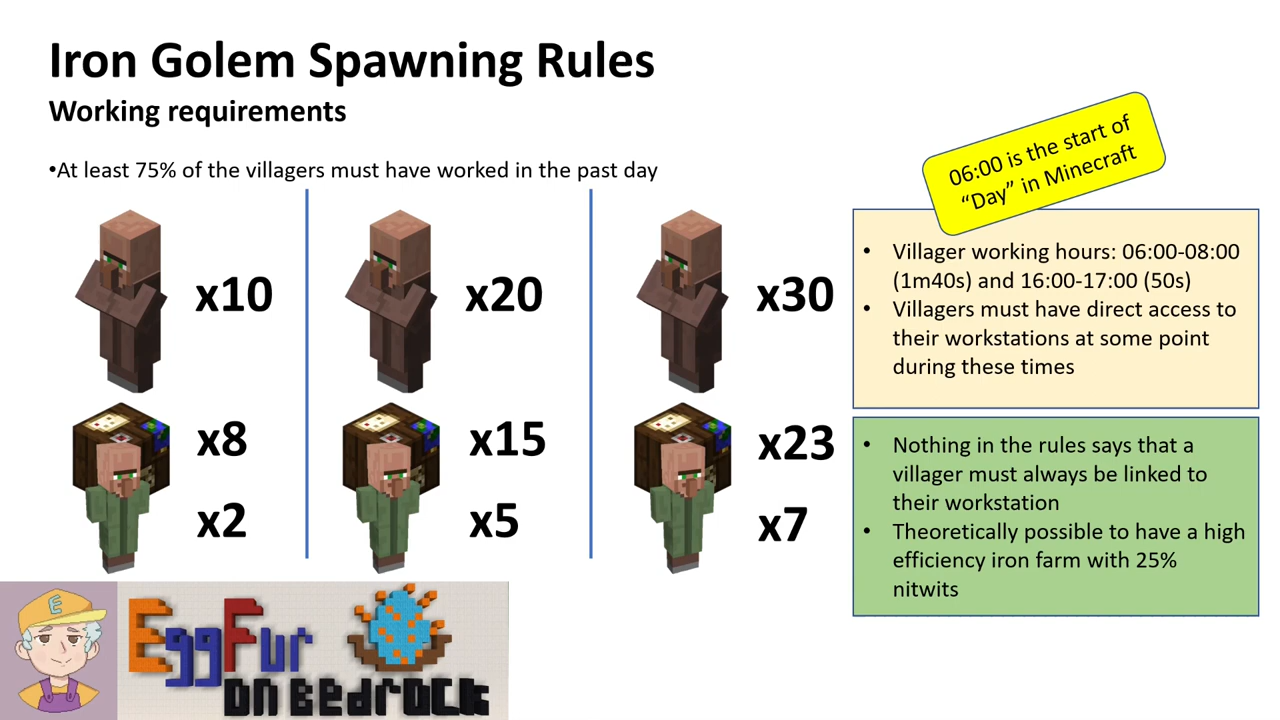 Iron Golem Spawning Rules
Working requirements
•At least 75% of the villagers must have worked in the past day
x10
x20
x30
x8
x15
x23
x2
x5
x7
06:00 is the start of
“Day” in Minecraft
• Villager working hours: 06:00-08:00
(1m40s) and 16:00-17:00 (50s)
• Villagers must have direct access to
their workstations at some point
during these times
• Nothing in the rules says that a
villager must always be linked to
their workstation
• Theoretically possible to have a high
efficiency iron farm with 25%
nitwits
E
EggFur
on Bedrock